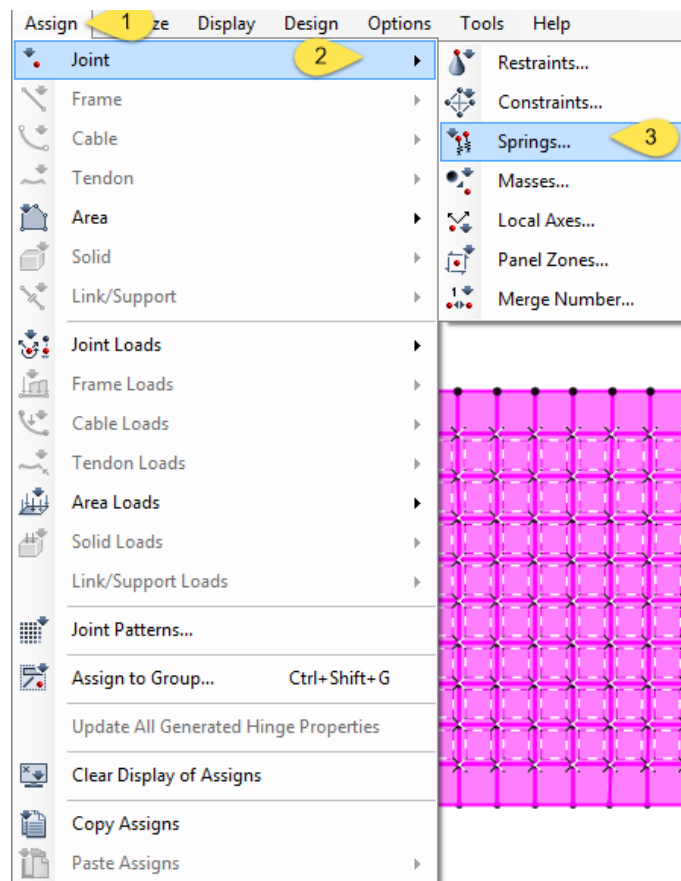 Assign 1 ze Display Design Options Tools Help
Joint 2
Frame
Cable
Tendon
Area
Solid
Link/Support
Joint Loads
Frame Loads
Cable Loads
Tendon Loads
Area Loads
Solid Loads
Link/Support Loads
Joint Patterns...
Assign to Group... Ctrl+Shift+G
Update All Generated Hinge Properties
Clear Display of Assigns
Copy Assigns
Paste Assigns
Restraints...
Constraints...
Springs... 3
Masses...
Local Axes...
Panel Zones...
1
Merge Number...